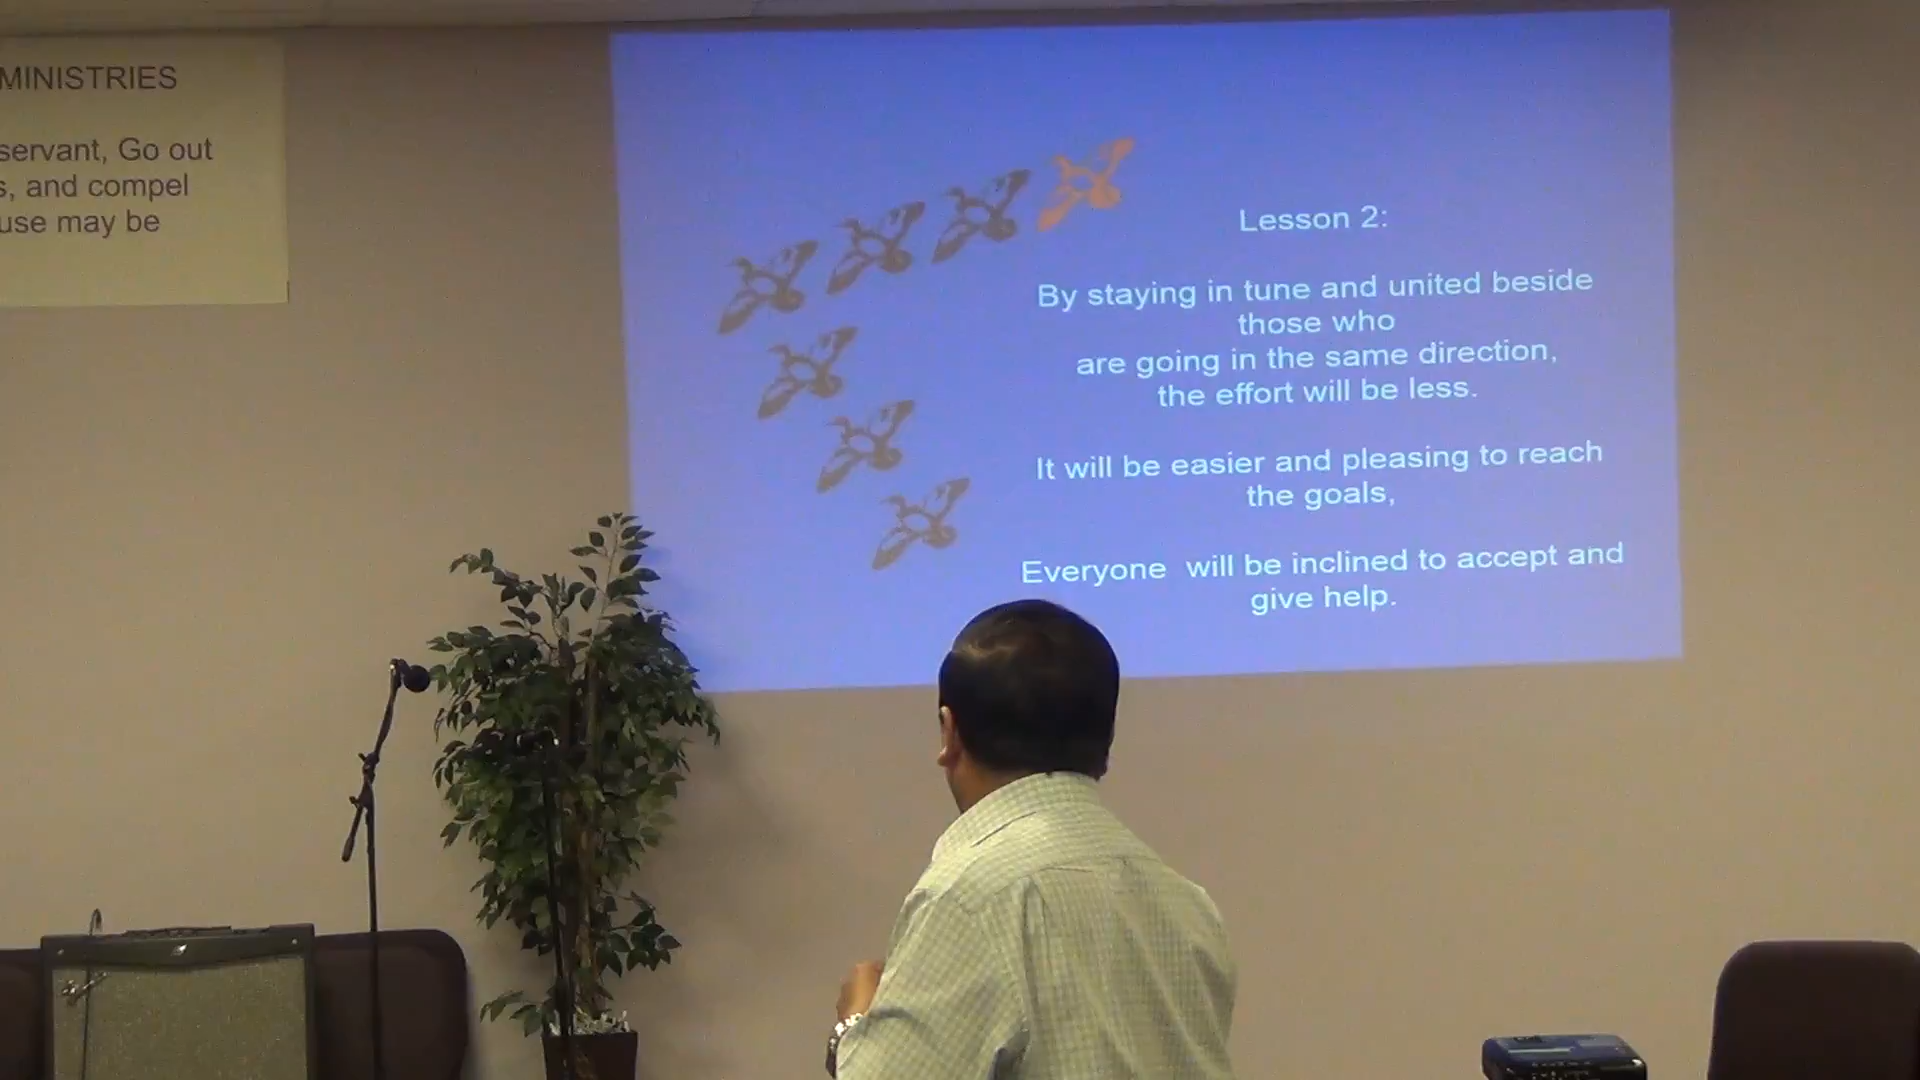 MINISTRIES
servant, Go out
s, and compel
use may be
Lesson 2:
By staying in tune and united beside
those who
are going in the same direction,
the effort will be less.
It will be easier and pleasing to reach
the goals,
Everyone will be inclined to accept and
give help.